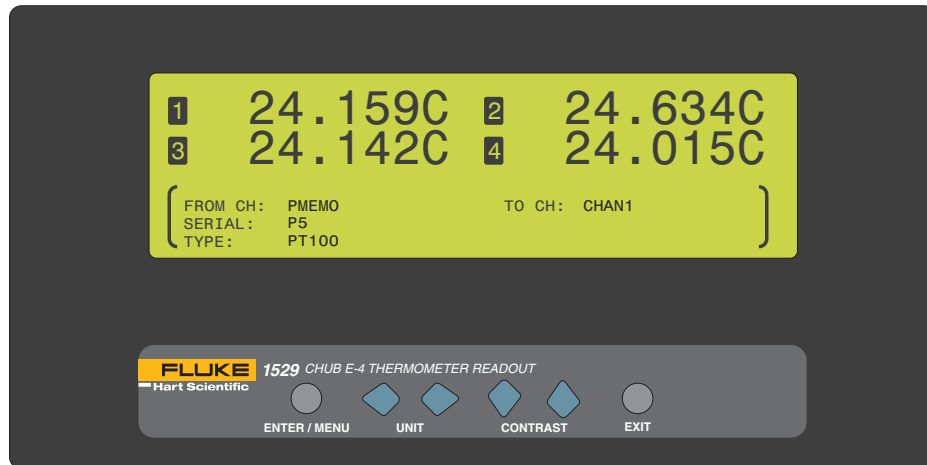 1 24.159C 2 24.634C
3 24.142C 4 24.015C
FROM CH: PMEMO TO CH: CHAN1
SERIAL: P5
TYPE: PT100
FLUKE 1529 CHUB E-4 THERMOMETER READOUT
Hart Scientific
ENTER / MENU UNIT CONTRAST EXIT